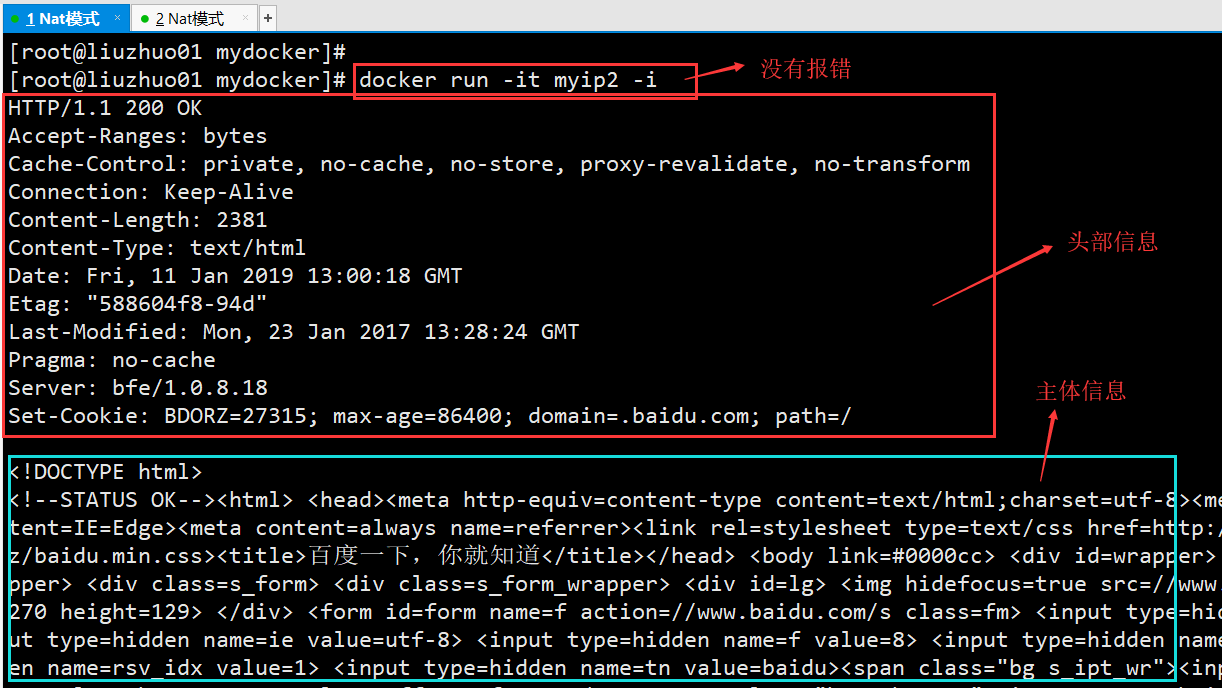 1 Nat模式 × 2 Nat模式 × +
[root@liuzhuo01 mydocker]#
[root@liuzhuo01 mydocker]# docker run -it myip2 -i
没有报错
HTTP/1.1 200 OK
Accept-Ranges: bytes
Cache-Control: private, no-cache, no-store, proxy-revalidate, no-transform
Connection: Keep-Alive
Content-Length: 2381
Content-Type: text/html
头部信息
Date: Fri, 11 Jan 2019 13:00:18 GMT
Etag: "588604f8-94d"
Last-Modified: Mon, 23 Jan 2017 13:28:24 GMT
Pragma: no-cache
Server: bfe/1.0.8.18
主体信息
Set-Cookie: BDORZ=27315; max-age=86400; domain=.baidu.com; path=/
<!DOCTYPE html>
<!--STATUS OK--><html> <head><meta http-equiv=content-type content=text/html;charset=utf-8><me
tent=IE=Edge><meta content=always name=referrer><link rel=stylesheet type=text/css href=http:/
z/baidu.min.css><title>百度一下，你就知道</title></head> <body link=#0000cc> <div id=wrapper>
pper> <div class=s_form> <div class=s_form_wrapper> <div id=lg> <img hidefocus=true src=//www.
270 height=129> </div> <form id=form name=f action=//www.baidu.com/s class=fm> <input type=hid
ut type=hidden name=ie value=utf-8> <input type=hidden name=f value=8> <input type=hidden name
en name=rsv_idx value=1> <input type=hidden name=tn value=baidu><span class="bg s_ipt_wr"><inp